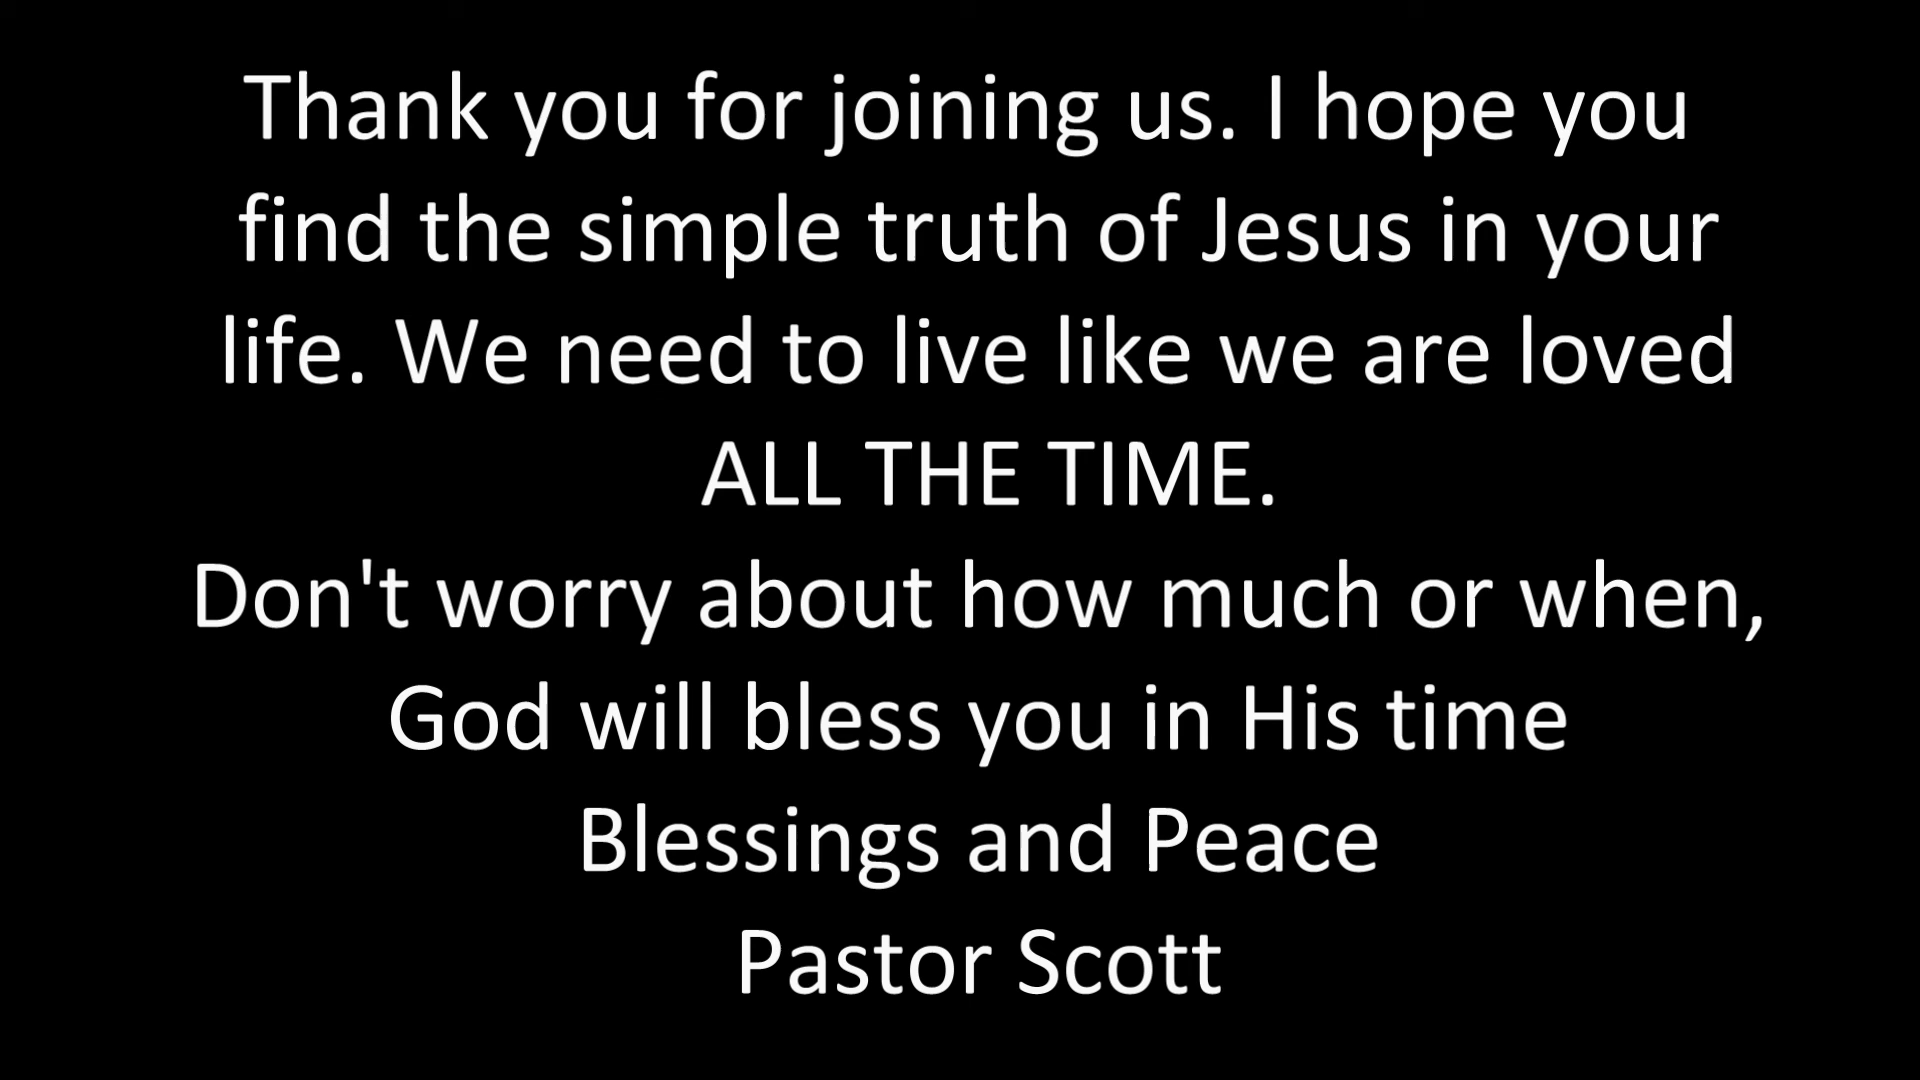 Thank you for joining us. I hope you
find the simple truth of Jesus in your
life. We need to live like we are loved
ALL THE TIME.
Don't worry about how much or when,
God will bless you in His time
Blessings and Peace
Pastor Scott